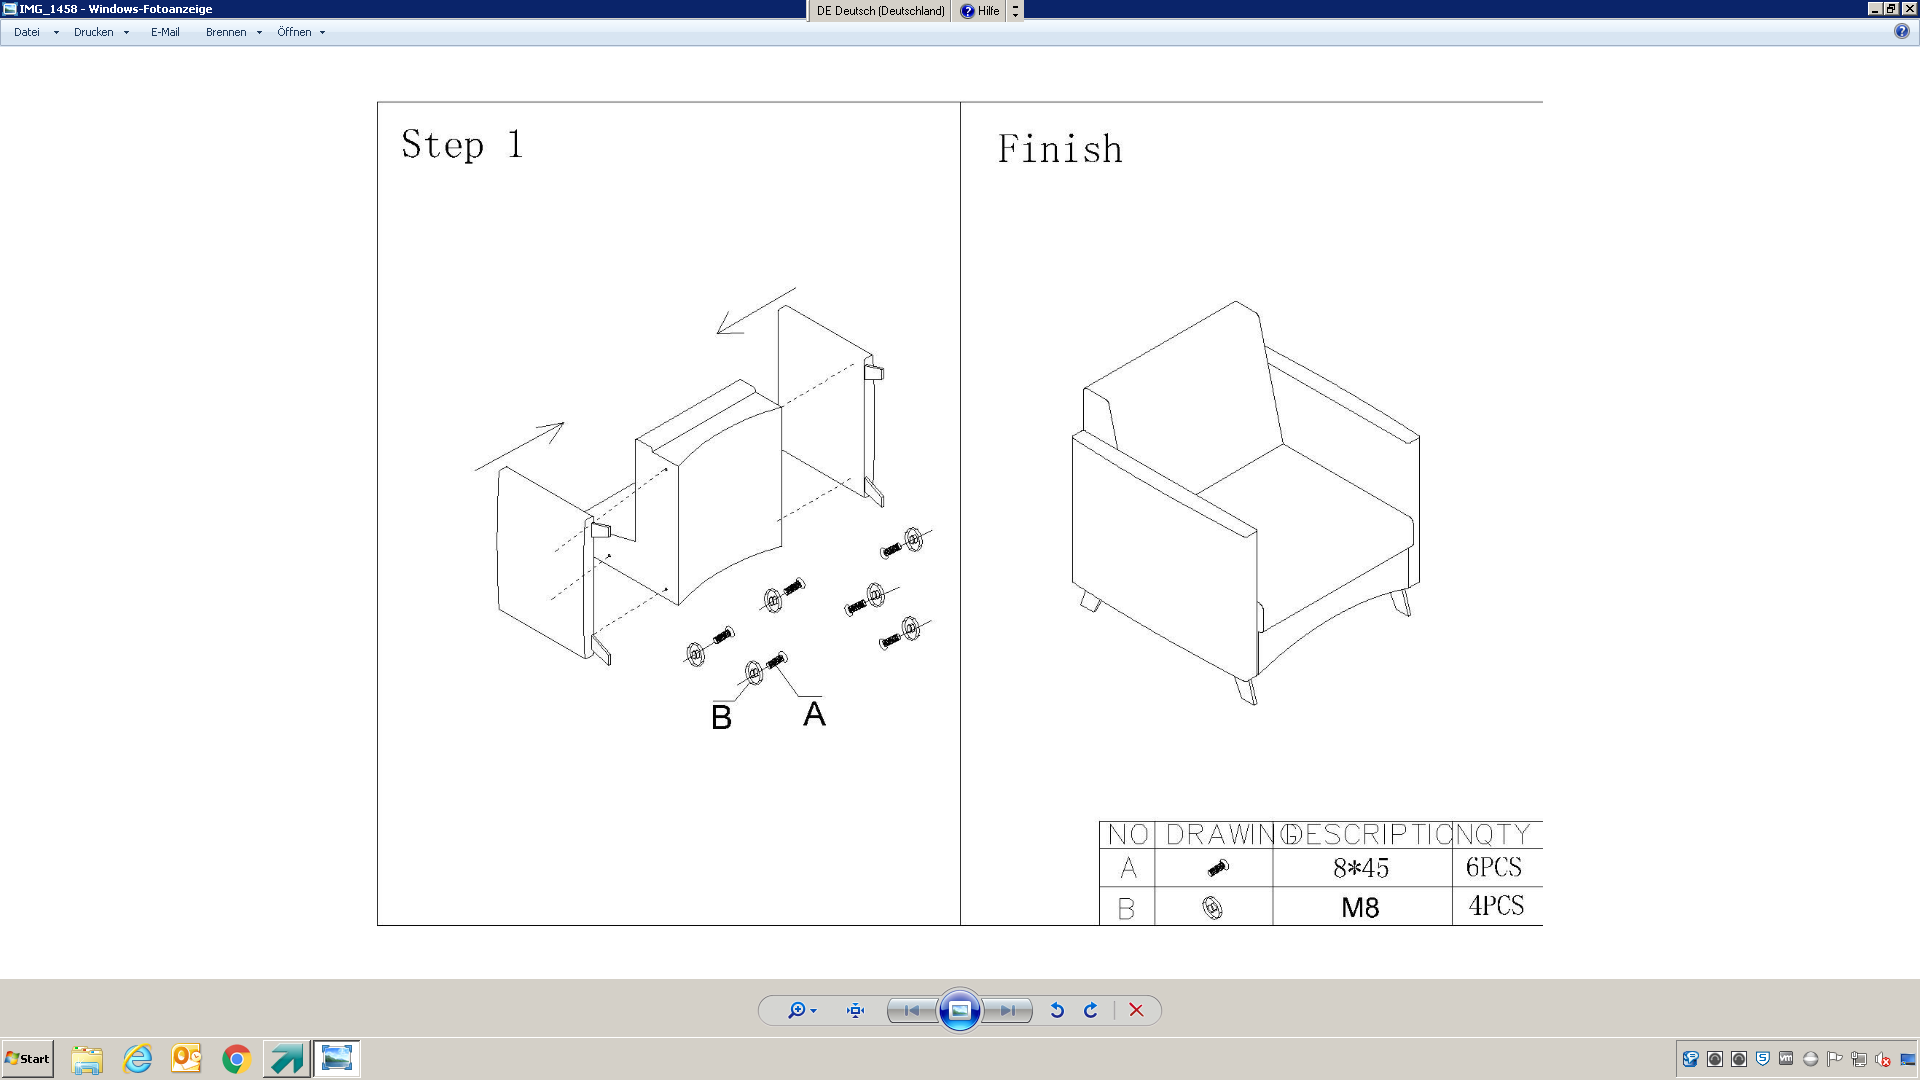 IMG_1458 - Windows-Fotoanzeige
DE Deutsch (Deutschland)
Hilfe
Datei Drucken E-Mail Brennen Öffnen
Step 1
Finish
B
A
NO DRAWING DESCRIPTION QTY
A 8*45 6PCS
B M8 4PCS
Start